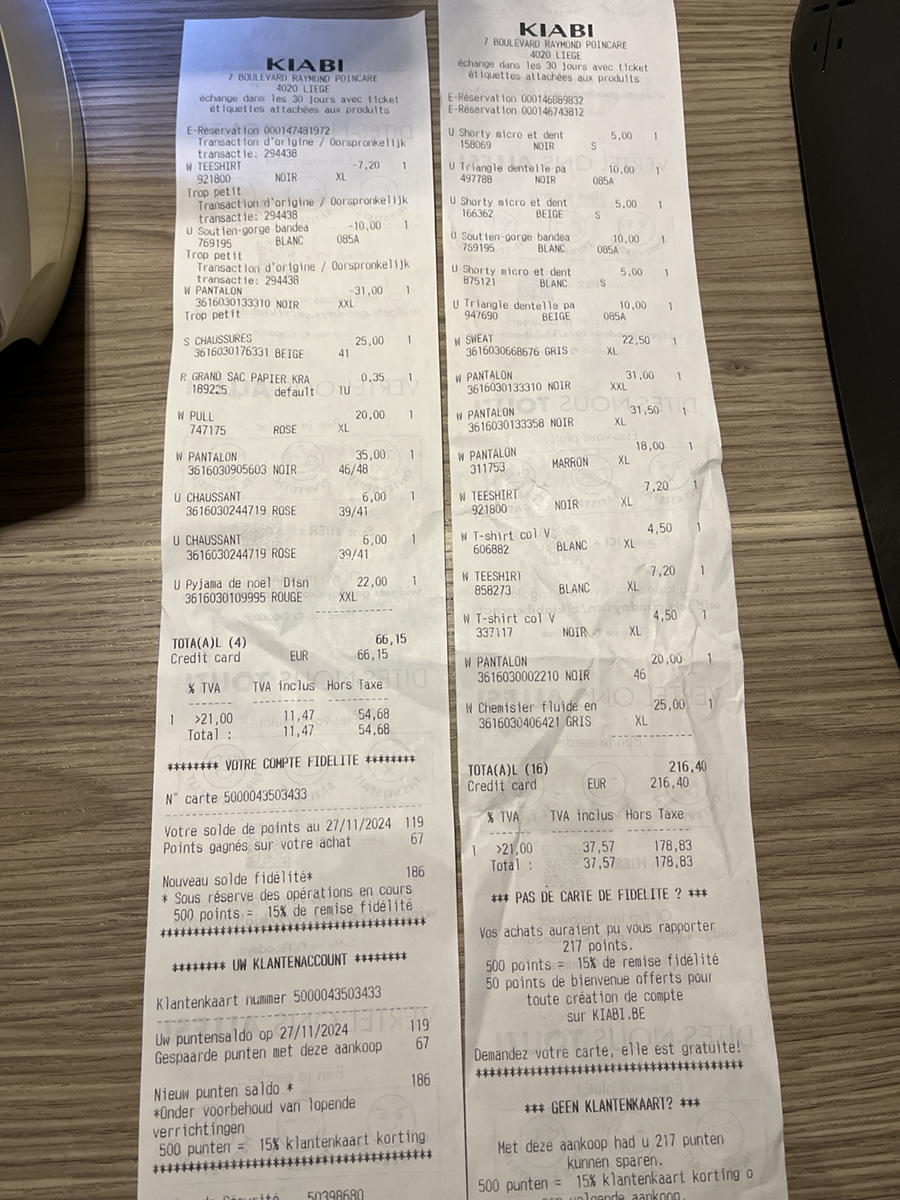 KIABI
7 BOULEVARD RAYMOND POINCARE
4020 LIEGE
échange dans les 30 jours avec ticket
étiquettes attachées aux produits
E-Réservation 000147481972
Transaction d'origine / Oorspronkelijk
transactie: 294438
W TEESHIRT -7,20 1
921800 NOIR XL
Trop petit
Transaction d'origine / Oorspronkelijk
transactie: 294438
U Soutien-gorge bandea -10,00 1
769195 BLANC 085A
Trop petit
Transaction d'origine / Oorspronkelijk
transactie: 294438
W PANTALON -31,00 1
3616030133310 NOIR XXL
Trop petit
S CHAUSSURES 25,00 1
3616030176331 BEIGE 41
R GRAND SAC PAPIER KRA 0,35 1
189225 default TU
W PULL 20,00 1
747175 ROSE XL
W PANTALON 35,00 1
3616030905603 NOIR 46/48
U CHAUSSANT 6,00 1
3616030244719 ROSE 39/41
U CHAUSSANT 6,00 1
3616030244719 ROSE 39/41
U Pyjama de noel Disn 22,00 1
3616030109995 ROUGE XXL
------------
TOTA(A)L (4) 66,15
Credit card EUR 66,15
% TVA TVA inclus Hors Taxe
1 >21,00 11,47 54,68
Total : 11,47 54,68
******** VOTRE COMPTE FIDELITE ********
N° carte 5000043503433
Votre solde de points au 27/11/2024 119
Points gagnés sur votre achat 67
Nouveau solde fidélité* 186
* Sous réserve des opérations en cours
500 points = 15% de remise fidélité
****************************************
******** UW KLANTENACCOUNT ********
Klantenkaart nummer 5000043503433
Uw puntensaldo op 27/11/2024 119
Gespaarde punten met deze aankoop 67
Nieuw punten saldo * 186
*Onder voorbehoud van lopende
verrichtingen
500 punten = 15% klantenkaart korting
****************************************
50398680
KIABI
7 BOULEVARD RAYMOND POINCARE
4020 LIEGE
échange dans les 30 jours avec ticket
étiquettes attachées aux produits
E-Réservation 000146089832
E-Réservation 000146743812
U Shorty micro et dent 5,00 1
158069 NOIR S
U Triangle dentelle pa 10,00 1
497788 NOIR 085A
U Shorty micro et dent 5,00 1
166362 BEIGE S
U Soutien-gorge bandea 10,00 1
769195 BLANC 085A
U Shorty micro et dent 5,00 1
875121 BLANC S
U Triangle dentelle pa 10,00 1
947690 BEIGE 085A
W SWEAT 22,50 1
3616030668676 GRIS XL
W PANTALON 31,00 1
3616030133310 NOIR XXL
W PANTALON 31,50 1
3616030133358 NOIR XL
W PANTALON 18,00 1
311753 MARRON XL
W TEESHIRT 7,20 1
921800 NOIR XL
W T-shirt col V 4,50 1
606882 BLANC XL
W TEESHIRT 7,20 1
858273 BLANC XL
W T-shirt col V 4,50 1
337117 NOIR XL
W PANTALON 20,00 1
3616030002210 NOIR 46
W Chemisier fluide en 25,00 1
3616030406421 GRIS XL
------------
TOTA(A)L (16) 216,40
Credit card EUR 216,40
% TVA TVA inclus Hors Taxe
1 >21,00 37,57 178,83
Total : 37,57 178,83
*** PAS DE CARTE DE FIDELITE ? ***
Vos achats auraient pu vous rapporter
217 points.
500 points = 15% de remise fidélité
50 points de bienvenue offerts pour
toute création de compte
sur KIABI.BE
Demandez votre carte, elle est gratuite!
****************************************
*** GEEN KLANTENKAART? ***
Met deze aankoop had u 217 punten
kunnen sparen.
500 punten = 15% klantenkaart korting o
volgende aankoop.